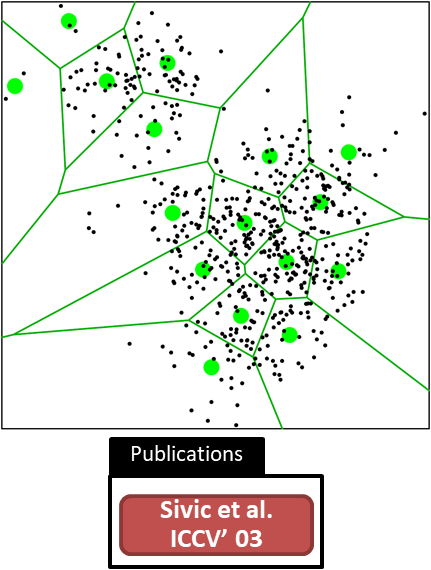 Publications
Sivic et al.
ICCV’ 03